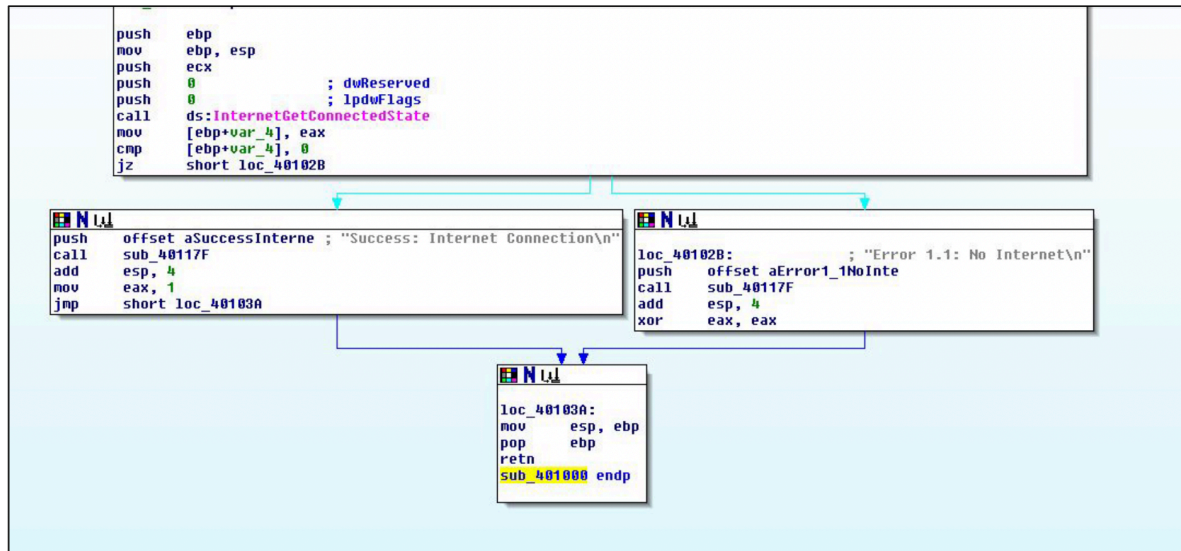 push ebp
mov ebp, esp
push ecx
push 0 ; dwReserved
push 0 ; lpdwFlags
call ds:InternetGetConnectedState
mov [ebp+var_4], eax
cmp [ebp+var_4], 0
jz short loc_40102B
push offset aSuccessInterne ; "Success: Internet Connection\n"
call sub_40117F
add esp, 4
mov eax, 1
jmp short loc_40103A
loc_40102B: ; "Error 1.1: No Internet\n"
push offset aError1_1NoInte
call sub_40117F
add esp, 4
xor eax, eax
loc_40103A:
mov esp, ebp
pop ebp
retn
sub_401000 endp